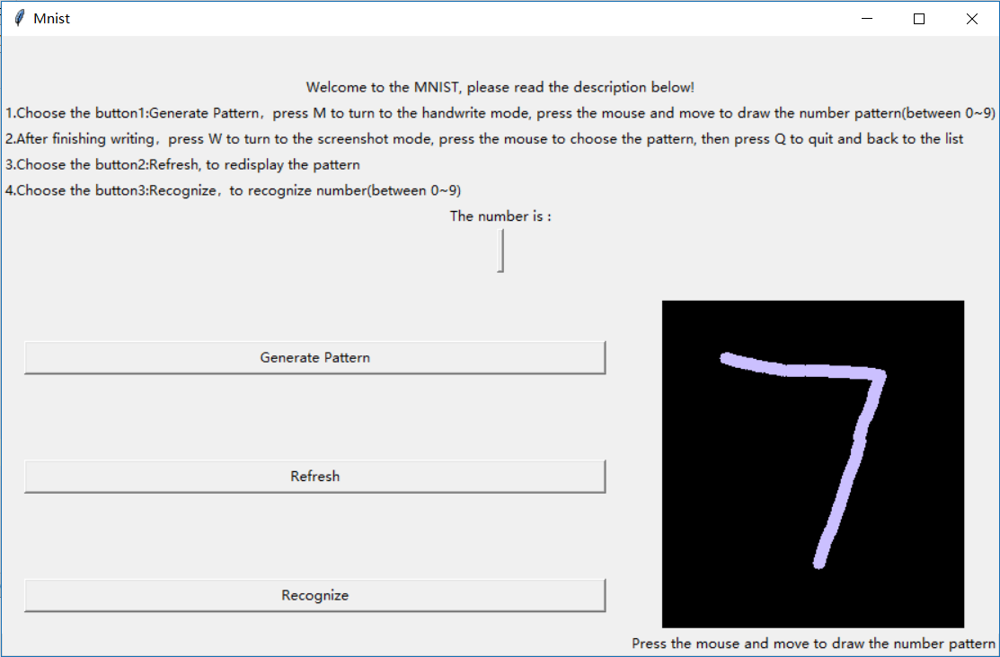 Mnist
Welcome to the MNIST, please read the description below!
1.Choose the button1:Generate Pattern，press M to turn to the handwrite mode, press the mouse and move to draw the number pattern(between 0~9)
2.After finishing writing，press W to turn to the screenshot mode, press the mouse to choose the pattern, then press Q to quit and back to the list
3.Choose the button2:Refresh, to redisplay the pattern
4.Choose the button3:Recognize，to recognize number(between 0~9)
The number is :
Generate Pattern
Refresh
Recognize
7
Press the mouse and move to draw the number pattern